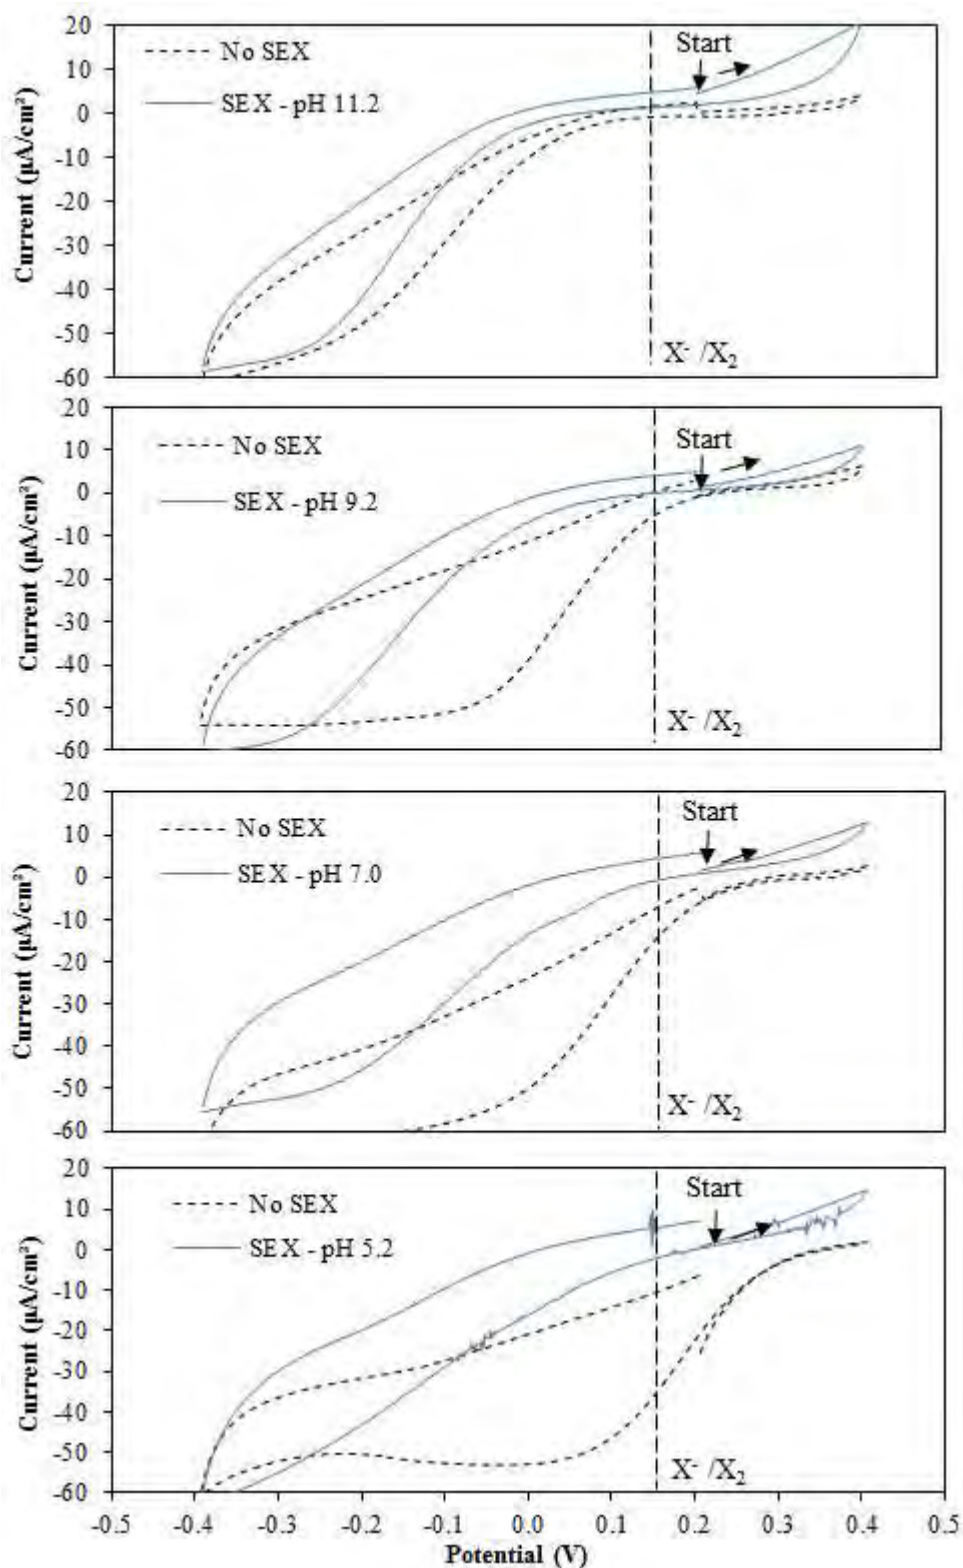 20
10
0
-10
-20
-30
-40
-50
-60
Current (µA/cm²)
No SEX
SEX - pH 11.2
Start
X⁻ /X₂
20
10
0
-10
-20
-30
-40
-50
-60
Current (µA/cm²)
No SEX
SEX - pH 9.2
Start
X⁻ /X₂
20
10
0
-10
-20
-30
-40
-50
-60
Current (µA/cm²)
No SEX
SEX - pH 7.0
Start
X⁻ /X₂
20
10
0
-10
-20
-30
-40
-50
-60
Current (µA/cm²)
No SEX
SEX - pH 5.2
Start
X⁻ /X₂
-0.5 -0.4 -0.3 -0.2 -0.1 0.0 0.1 0.2 0.3 0.4 0.5
Potential (V)